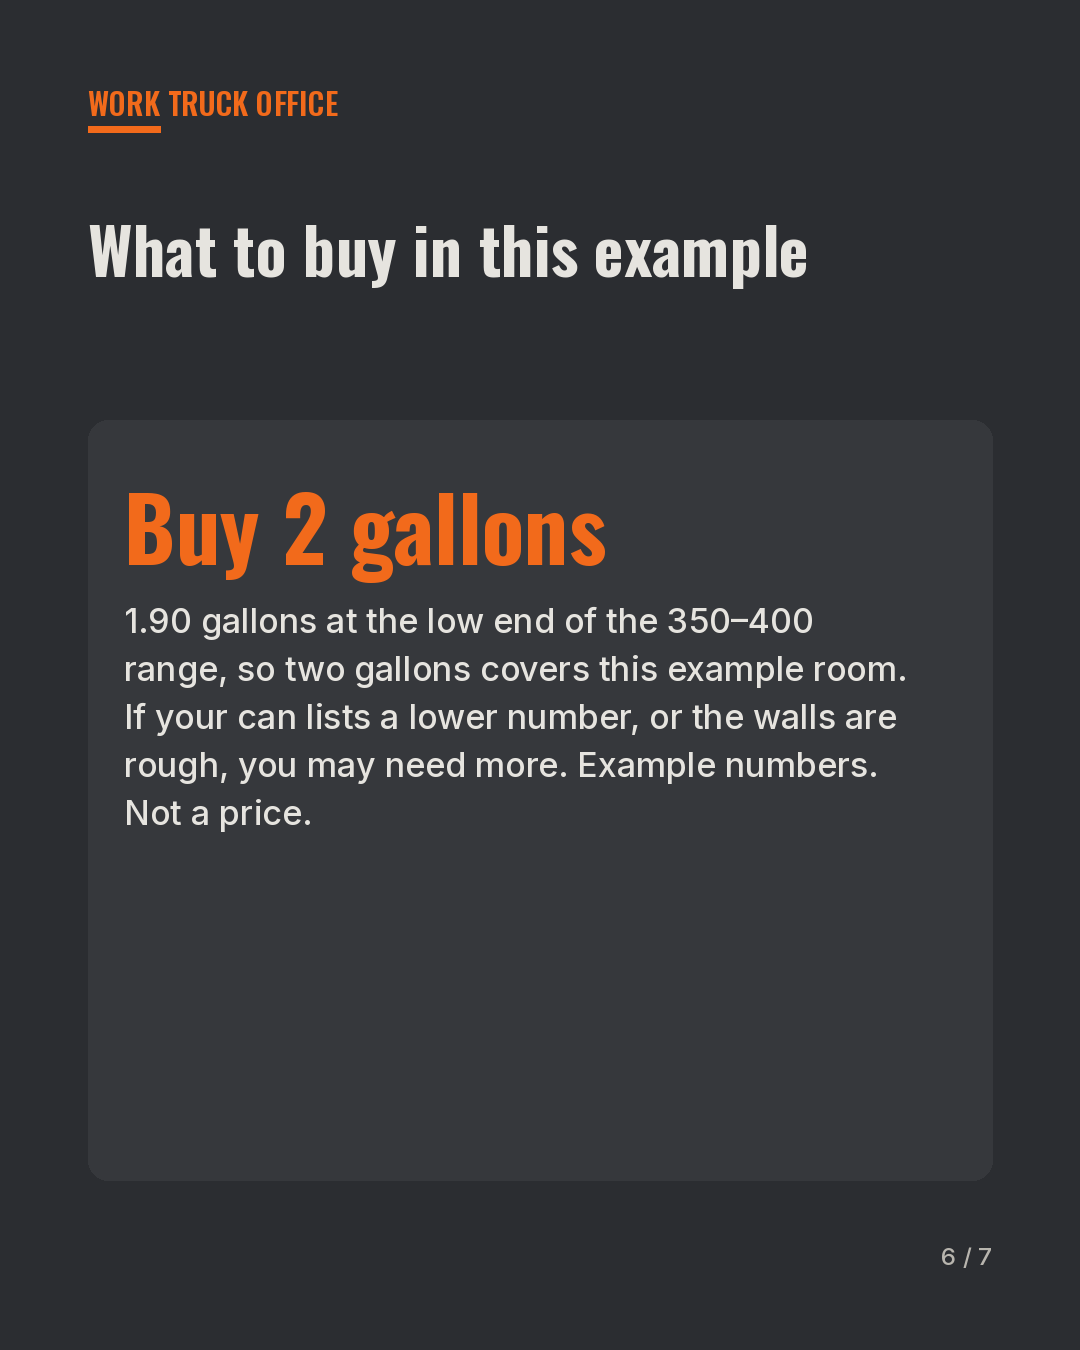 WORK TRUCK OFFICE
What to buy in this example
Buy 2 gallons
1.90 gallons at the low end of the 350–400
range, so two gallons covers this example room.
If your can lists a lower number, or the walls are
rough, you may need more. Example numbers.
Not a price.
6 / 7